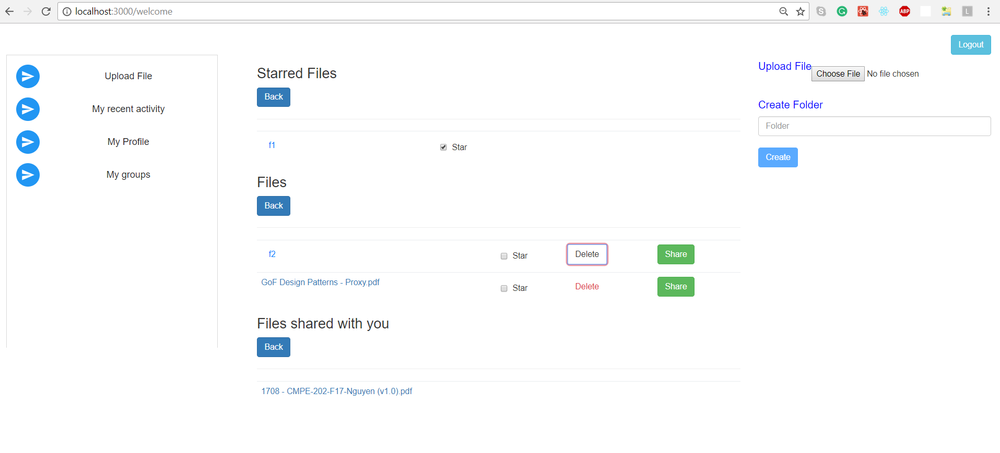 localhost:3000/welcome
S
G
ABP
L
Logout
Upload File
My recent activity
My Profile
My groups
Starred Files
Back
f1
Star
Files
Back
f2
Star
Delete
Share
GoF Design Patterns - Proxy.pdf
Star
Delete
Share
Files shared with you
Back
1708 - CMPE-202-F17-Nguyen (v1.0).pdf
Upload File
Choose File No file chosen
Create Folder
Folder
Create